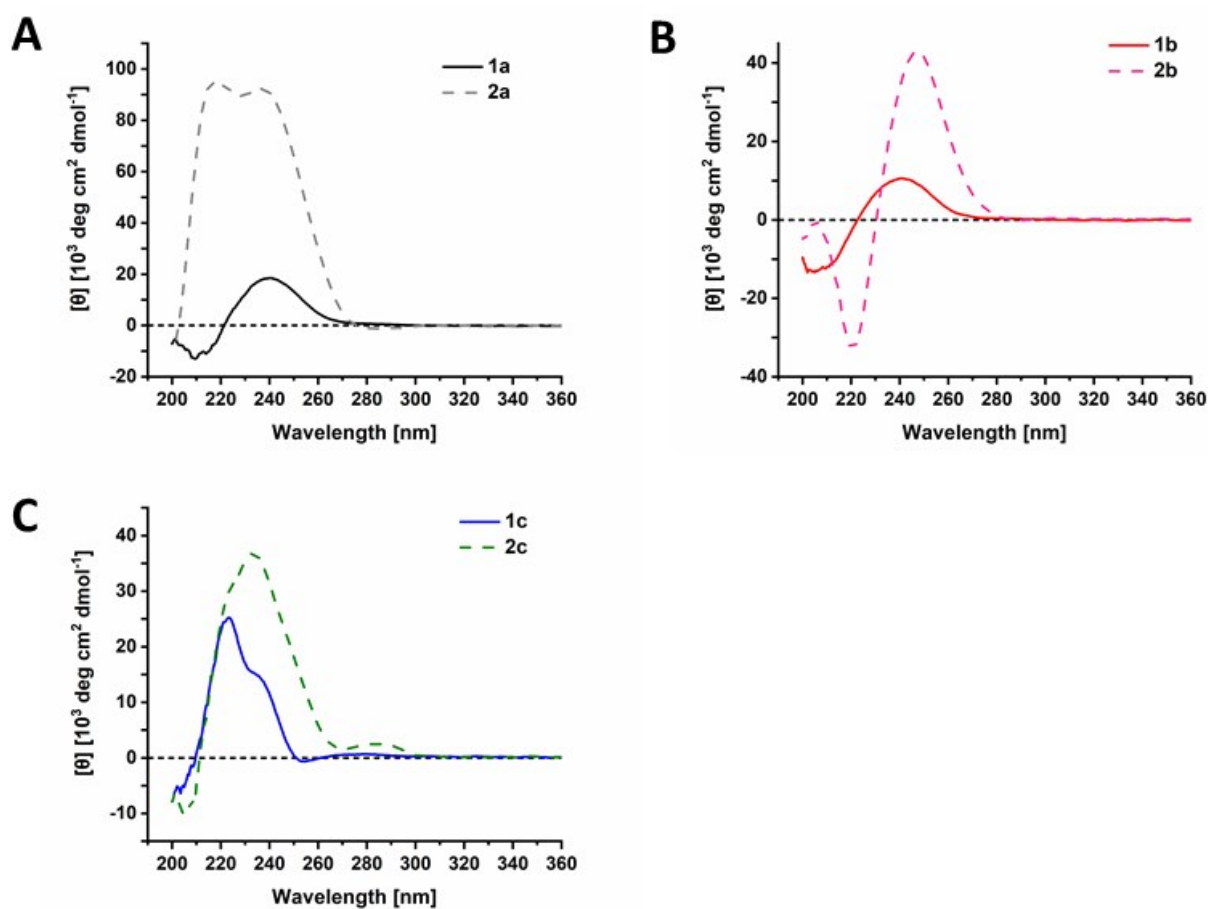 A
1a
2a
100
80
60
40
20
0
-20
[θ] [10³ deg cm² dmol⁻¹]
200 220 240 260 280 300 320 340 360
Wavelength [nm]
B
1b
2b
40
20
0
-20
-40
[θ] [10³ deg cm² dmol⁻¹]
200 220 240 260 280 300 320 340 360
Wavelength [nm]
C
1c
2c
40
30
20
10
0
-10
[θ] [10³ deg cm² dmol⁻¹]
200 220 240 260 280 300 320 340 360
Wavelength [nm]